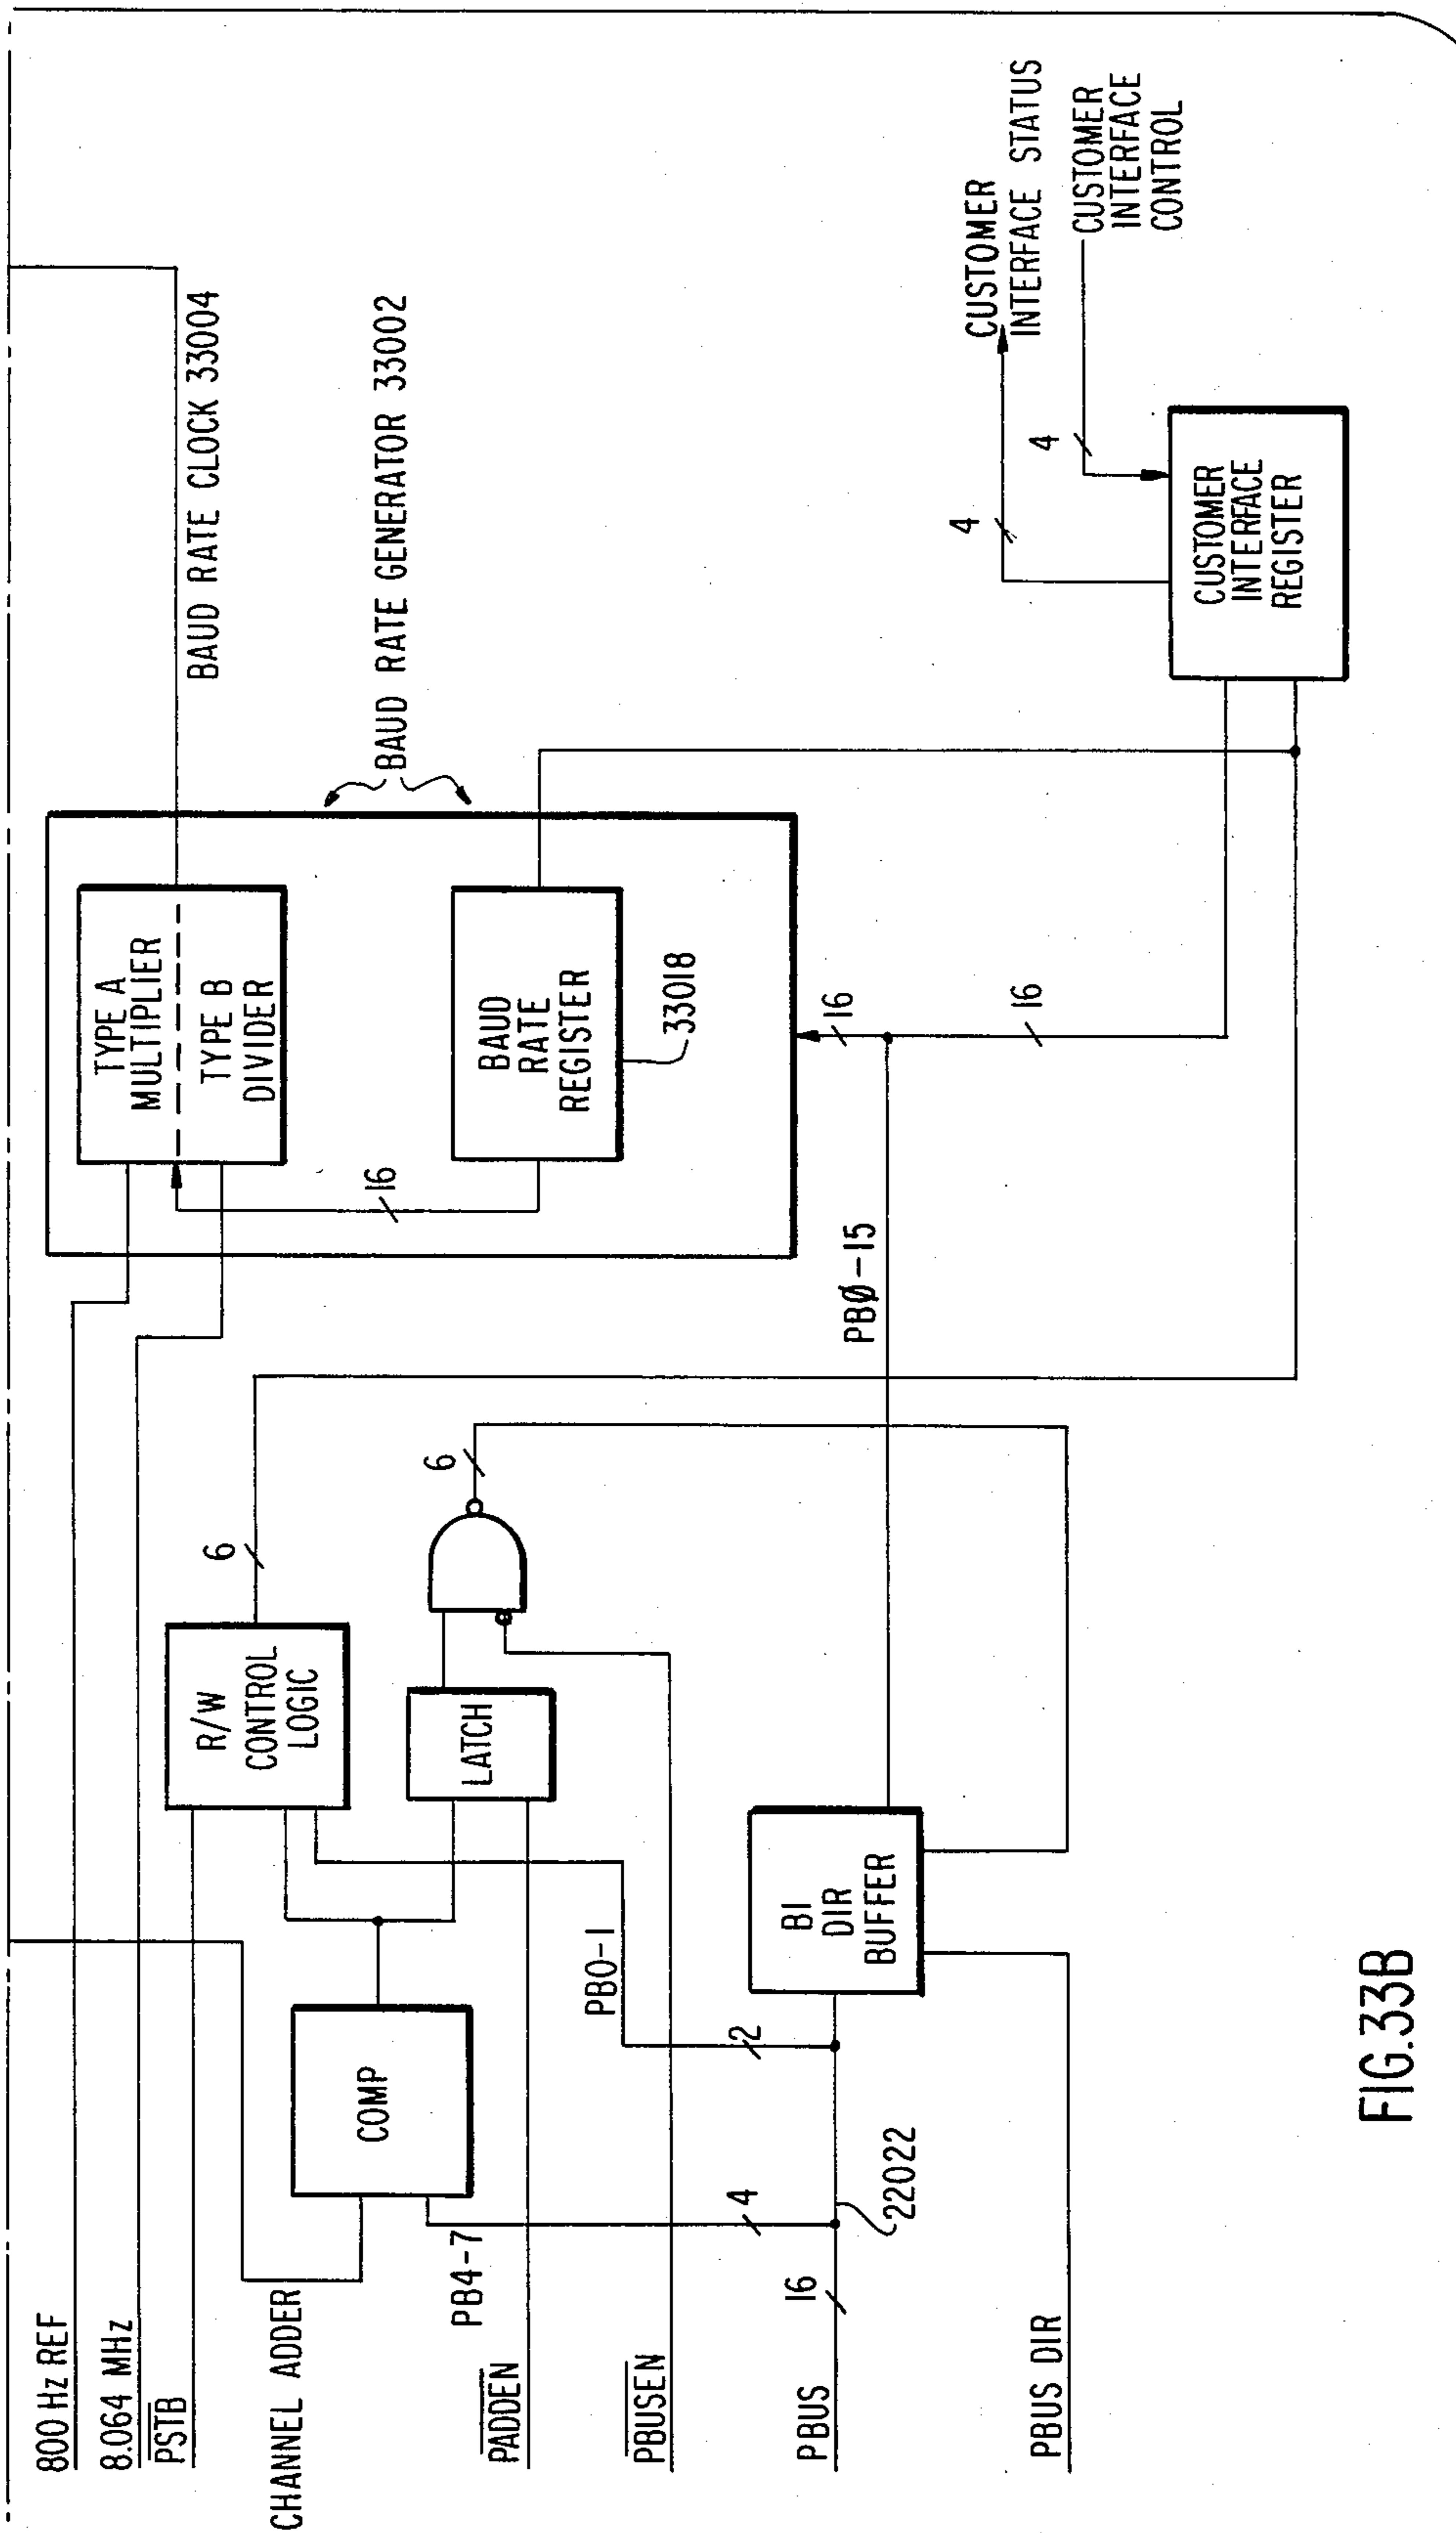 800 Hz REF
8.064 MHz
PSTB
CHANNEL ADDER
PB4-7
PADDEN
PBUSEN
PBUS
PBUS DIR
16
4
22022
COMP
PB0-1
2
R/W
CONTROL
LOGIC
LATCH
BI
DIR
BUFFER
6
6
PBØ-15
TYPE A
MULTIPLIER
TYPE B
DIVIDER
16
BAUD
RATE
REGISTER
33018
16
16
BAUD RATE CLOCK 33004
BAUD RATE GENERATOR 33002
CUSTOMER
INTERFACE
REGISTER
4
4
CUSTOMER
INTERFACE STATUS
CUSTOMER
INTERFACE
CONTROL
FIG.33B